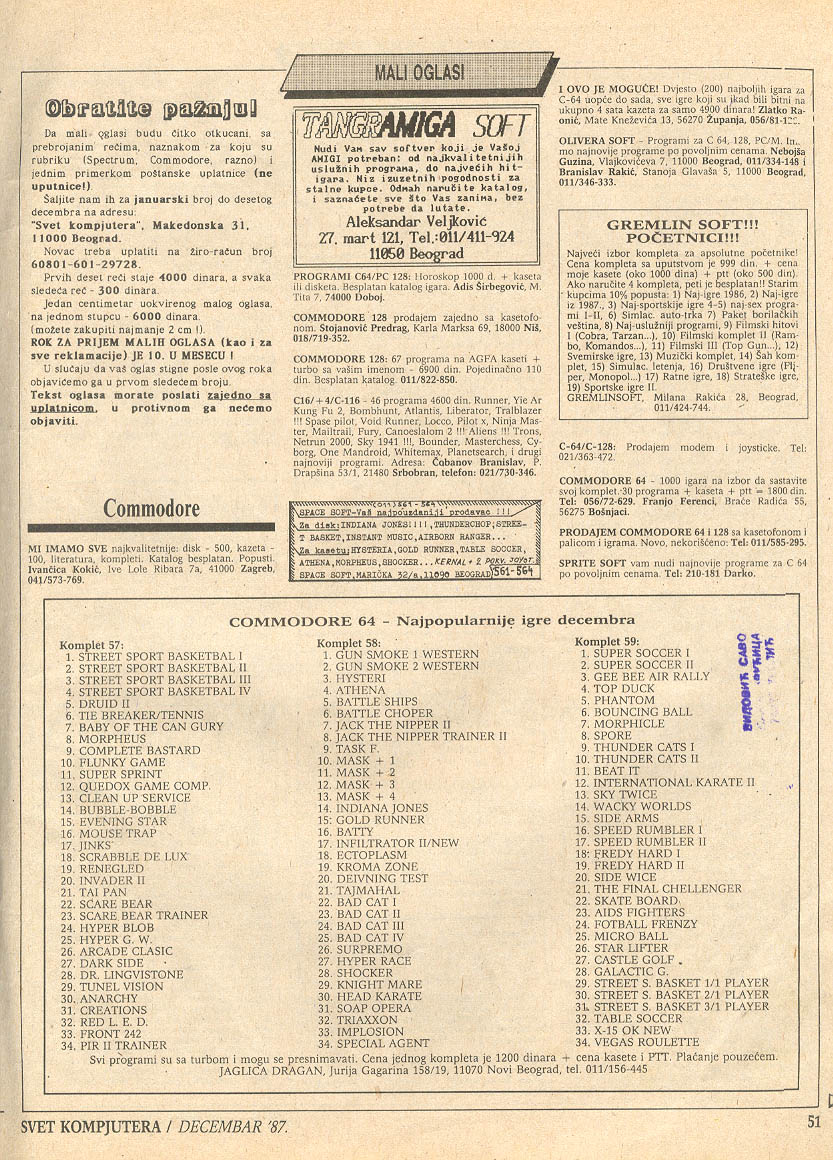 MALI OGLASI
Obratite pažnju!
Da mali oglasi budu čitko otkucani, sa
prebrojanim rečima, naznakom za koju su
rubriku (Spectrum, Commodore, razno) i
jednim primerkom poštanske uplatnice (ne
uputnice!)
Šaljite nam ih za januarski broj do desetog
decembra na adresu:
"Svet kompjutera", Makedonska 31,
11000 Beograd.
Novac treba uplatiti na žiro-račun broj
60801-601-29728.
Prvih deset reči staje 4000 dinara, a svaka
sledeća reč - 300 dinara.
Jedan centimetar uokvirenog malog oglasa,
na jednom stupcu - 6000 dinara.
(možete zakupiti najmanje 2 cm !).
ROK ZA PRIJEM MALIH OGLASA (kao i za
sve reklamacije) JE 10. U MESECU !
U slučaju da vaš oglas stigne posle ovog roka
objavićemo ga u prvom sledećem broju.
Tekst oglasa morate poslati zajedno sa
uplatnicom, u protivnom ga nećemo
objaviti.
Commodore
MI IMAMO SVE najkvalitetnije: disk - 500, kazeta -
100, literatura, kompleti. Katalog besplatan. Popusti.
Ivančica Kokić, Ive Lole Ribara 7a, 41000 Zagreb,
041/573-769.
TANGRAMIGA SOFT
Nudi Vam sav softver koji je Vašoj
AMIGI potreban: od najkvalitetnijih
uslužnih programa, do najvećih hit-
igara. Niz izuzetnih pogodnosti za
stalne kupce. Odmah naručite katalog,
i saznaćete sve što Vas zanima, bez
potrebe da lutate.
Aleksandar Veljković
27. mart 121, Tel.:011/411-924
11050 Beograd
PROGRAMI C64/PC 128: Horoskop 1000 d. + kaseta
ili disketa. Besplatan katalog igara. Adis Širbegović, M.
Tita 7, 74000 Doboj.
COMMODORE 128 prodajem zajedno sa kasetofo-
nom. Stojanović Predrag, Karla Marksa 69, 18000 Niš,
018/719-352.
COMMODORE 128: 67 programa na AGFA kaseti +
turbo sa vašim imenom - 6900 din. Pojedinačno 110
din. Besplatan katalog. 011/822-850.
C16/+4/C-116 - 46 programa 4600 din. Runner, Yie Ar
Kung Fu 2, Bombhunt, Atlantis, Liberator, Tralblazer
!!! Spase pilot, Void Runner, Locco, Pilot x, Ninja Mas-
ter, Mailtrail, Fury, Canoeslalom 2 !!! Aliens !!! Trons,
Netrun 2000, Sky 1941 !!!, Bounder, Masterchess, Cy-
borg, One Mandroid, Whitemax, Planetsearch, i drugi
najnoviji programi. Adresa: Čubanov Branislav, P.
Drapšina 53/1, 21480 Srbobran, telefon: 021/730-346.
(011)561-564
SPACE SOFT-Vaš najpouzdaniji prodavac !!!
Za disk:INDIANA JONES!!!!,THUNDERCHOP;STREE-
T BASKET,INSTANT MUSIC,AIRBORN RANGER...
Za kasetu:HYSTERIA,GOLD RUNNER,TABLE SOCCER,
ATHENA,MORPHEUS,SHOCKER... KERNAL + 2 POKV. JOYST.!
SPACE SOFT,MARIČKA 32/a,11090 BEOGRAD 561-564
I OVO JE MOGUĆE! Dvjesto (200) najboljih igara za
C-64 uopće do sada, sve igre koji su jkad bili bitni na
ukupno 4 sata kazeta za samo 4900 dinara! Zlatko Ra-
onić, Mate Kneževića 13, 56270 Županja,
OLIVERA SOFT - Programi za C 64, 128, PC/M. Ima-
mo najnovije programe po povoljnim cenama. Nebojša
Guzina, Vlajkovićeva 7, 11000 Beograd, 011/334-148 i
Branislav Rakić, Stanoja Glavaša 5, 11000 Beograd,
011/346-333.
GREMLIN SOFT!!!
POČETNICI!!!
Najveći izbor kompleta za apsolutne početnike!
Cena kompleta sa uputstvom je 999 din. + cena
moje kasete (oko 1000 dina) + ptt (oko 500 din).
Ako naručite 4 kompleta, peti je besplatan!! Starim
kupcima 10% popusta: 1) Naj-igre 1986, 2) Naj-igre
iz 1987., 3) Naj-sportskije igre 4-5) naj-sex progra-
mi I-II, 6) Simlac. auto-trka 7) Paket borilačkih
veština, 8) Naj-uslužniji programi, 9) Filmski hitovi
I (Cobra, Tarzan...), 10) Filmski komplet II (Ram-
bo, Komandos...), 11) Filmski III (Top Gun...), 12)
Svemirske igre, 13) Muzički komplet, 14) Šah kom-
plet, 15) Simulac. letenja, 16) Društvene igre (Flj-
per, Monopol...) 17) Ratne igre, 18) Strateške igre,
19) Sportske igre II.
GREMLINSOFT, Milana Rakića 28, Beograd,
011/424-744.
C-64/C-128: Prodajem modem i joysticke. Tel:
021/363-472.
COMMODORE 64 - 1000 igara na izbor da sastavite
svoj komplet. 30 programa + kaseta + ptt = 1800 din.
Tel: 056/72-629. Franjo Ferenci, Braće Radića 55,
56275 Bošnjaci.
PRODAJEM COMMODORE 64 i 128 sa kasetofonom i
palicom i igrama. Novo, nekorišćeno: Tel: 011/585-295.
SPRITE SOFT vam nudi najnovije programe za C 64
po povoljnim cenama. Tel: 210-181 Darko.
COMMODORE 64 - Najpopularnije igre decembra
Komplet 57:
1. STREET SPORT BASKETBAL I
2. STREET SPORT BASKETBAL II
3. STREET SPORT BASKETBAL III
4. STREET SPORT BASKETBAL IV
5. DRUID II
6. TIE BREAKER/TENNIS
7. BABY OF THE CAN GURY
8. MORPHEUS
9. COMPLETE BASTARD
10. FLUNKY GAME
11. SUPER SPRINT
12. QUEDOX GAME COMP.
13. CLEAN UP SERVICE
14. BUBBLE-BOBBLE
15. EVENING STAR
16. MOUSE TRAP
17. JINKS
18. SCRABBLE DE LUX
19. RENEGLED
20. INVADER II
21. TAI PAN
22. SCARE BEAR
23. SCARE BEAR TRAINER
24. HYPER BLOB
25. HYPER G. W.
26. ARCADE CLASIC
27. DARK SIDE
28. DR. LINGVISTONE
29. TUNEL VISION
30. ANARCHY
31. CREATIONS
32. RED L. E. D.
33. FRONT 242
34. PIR II TRAINER
Komplet 58:
1. GUN SMOKE 1 WESTERN
2. GUN SMOKE 2 WESTERN
3. HYSTERI
4. ATHENA
5. BATTLE SHIPS
6. BATTLE CHOPER
7. JACK THE NIPPER II
8. JACK THE NIPPER TRAINER II
9. TASK F.
10. MASK + 1
11. MASK + 2
12. MASK + 3
13. MASK + 4
14. INDIANA JONES
15: GOLD RUNNER
16. BATTY
17. INFILTRATOR II/NEW
18. ECTOPLASM
19. KROMA ZONE
20. DEIVNING TEST
21. TAJMAHAL
22. BAD CAT I
23. BAD CAT II
24. BAD CAT III
25. BAD CAT IV
26. SURPREMO
27. HYPER RACE
28. SHOCKER
29. KNIGHT MARE
30. HEAD KARATE
31. SOAP OPERA
32. TRIAXXON
33. IMPLOSION
34. SPECIAL AGENT
Komplet 59:
1. SUPER SOCCER I
2. SUPER SOCCER II
3. GEE BEE AIR RALLY
4. TOP DUCK
5. PHANTOM
6. BOUNCING BALL
7. MORPHICLE
8. SPORE
9. THUNDER CATS I
10. THUNDER CATS II
11. BEAT IT
12. INTERNATIONAL KARATE II
13. SKY TWICE
14. WACKY WORLDS
15. SIDE ARMS
16. SPEED RUMBLER I
17. SPEED RUMBLER II
18: FREDY HARD I
19. FREDY HARD II
20. SIDE WICE
21. THE FINAL CHELLENGER
22. SKATE BOARD
23. AIDS FIGHTERS
24. FOTBALL FRENZY
25. MICRO BALL
26. STAR LIFTER
27. CASTLE GOLF
28. GALACTIC G.
29. STREET S. BASKET 1/1 PLAYER
30. STREET S. BASKET 2/1 PLAYER
31. STREET S. BASKET 3/1 PLAYER
32. TABLE SOCCER
33. X-15 OK NEW
34. VEGAS ROULETTE
ВИДОВИЋ САВО
Svi programi su sa turbom i mogu se presnimavati. Cena jednog kompleta je 1200 dinara + cena kasete i PTT. Plaćanje pouzećem.
JAGLICA DRAGAN, Jurija Gagarina 158/19, 11070 Novi Beograd, tel. 011/156-445
SVET KOMPJUTERA / DECEMBAR '87.
51